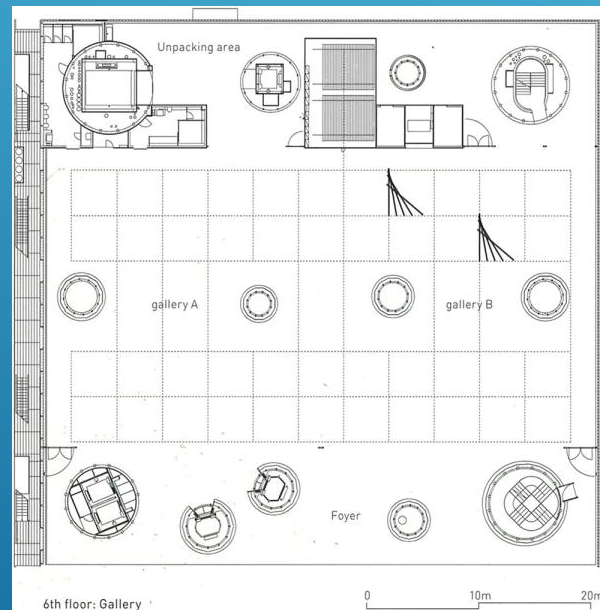 Unpacking area
gallery A
gallery B
Foyer
6th floor: Gallery
0 10m 20m